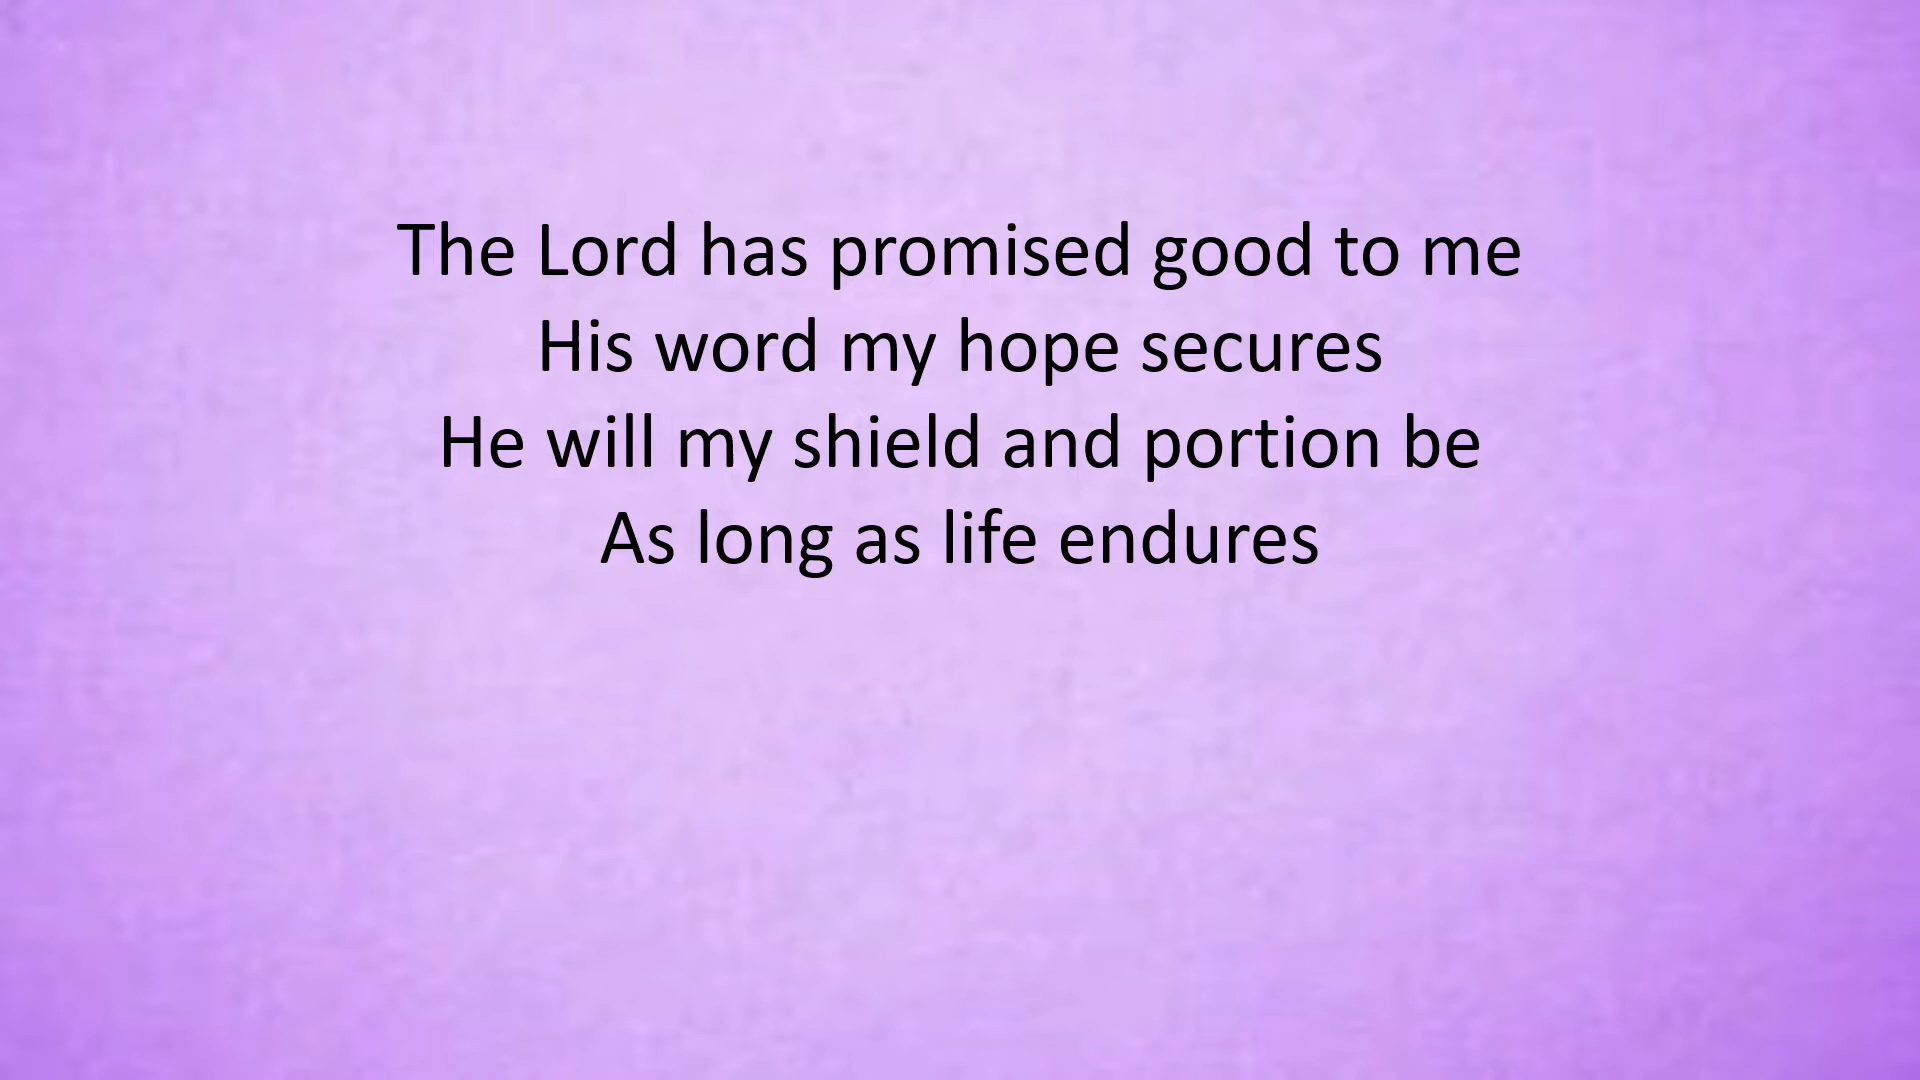 The Lord has promised good to me
His word my hope secures
He will my shield and portion be
As long as life endures